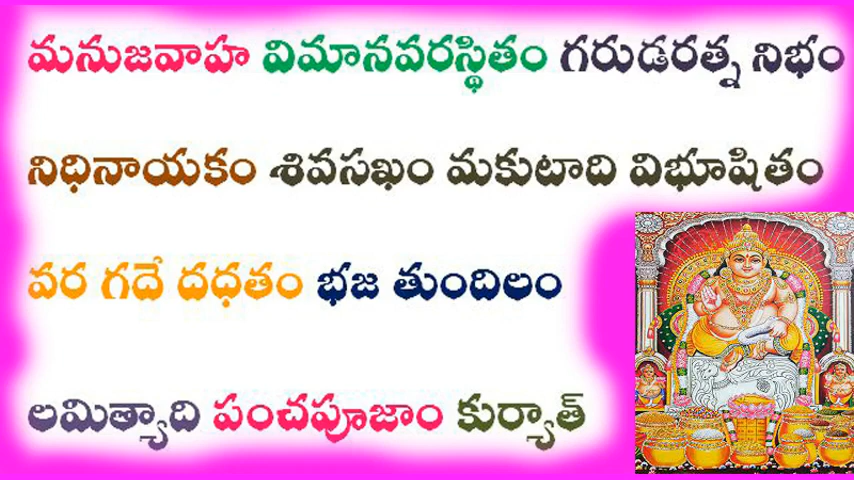 మనుజవాహ విమానవరస్థితం గరుడరత్న నిభం
నిధినాయకం శివసఖం మకుటాది విభూషితం
వర గదే దధతం భజ తుందిలం
లమిత్యాది పంచపూజాం కుర్యాత్